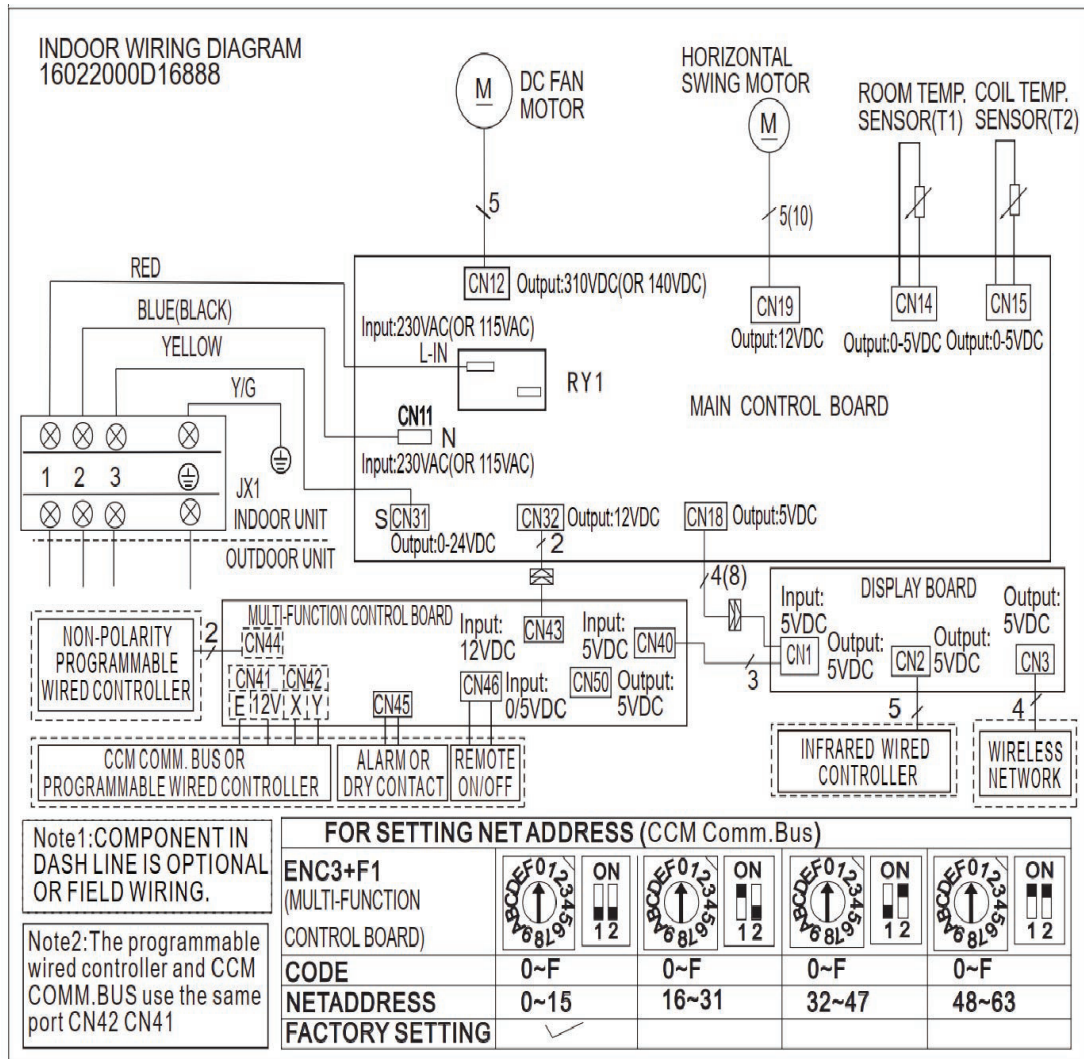 INDOOR WIRING DIAGRAM
16022000D16888
M
DC FAN
MOTOR
HORIZONTAL
SWING MOTOR
M
ROOM TEMP.
SENSOR(T1)
COIL TEMP.
SENSOR(T2)
5
5(10)
RED
BLUE(BLACK)
YELLOW
Y/G
CN12 Output:310VDC(OR 140VDC)
CN19
Output:12VDC
CN14
Output:0-5VDC
CN15
Output:0-5VDC
Input:230VAC(OR 115VAC)
L-IN
RY1
MAIN CONTROL BOARD
CN11
N
Input:230VAC(OR 115VAC)
1 2 3
JX1
INDOOR UNIT
OUTDOOR UNIT
S CN31
Output:0-24VDC
CN32 Output:12VDC
2
CN18 Output:5VDC
4(8)
MULTI-FUNCTION CONTROL BOARD
CN44
2
CN41 CN42
E 12V X Y
CN45
Input:
12VDC
CN43
CN46 Input:
0/5VDC
Input:
5VDC
CN40
CN50 Output:
5VDC
3
DISPLAY BOARD
Input:
5VDC
CN1
Output:
5VDC
CN2
Output:
5VDC
Output:
5VDC
CN3
5
4
NON-POLARITY
PROGRAMMABLE
WIRED CONTROLLER
CCM COMM. BUS OR
PROGRAMMABLE WIRED CONTROLLER
ALARM OR
DRY CONTACT
REMOTE
ON/OFF
INFRARED WIRED
CONTROLLER
WIRELESS
NETWORK
Note1:COMPONENT IN
DASH LINE IS OPTIONAL
OR FIELD WIRING.
Note2:The programmable
wired controller and CCM
COMM.BUS use the same
port CN42 CN41
FOR SETTING NET ADDRESS (CCM Comm.Bus)
ENC3+F1
(MULTI-FUNCTION
CONTROL BOARD)
0123456789ABCDEF
ON
1 2
0123456789ABCDEF
ON
1 2
0123456789ABCDEF
ON
1 2
0123456789ABCDEF
ON
1 2
CODE 0~F 0~F 0~F 0~F
NETADDRESS 0~15 16~31 32~47 48~63
FACTORY SETTING